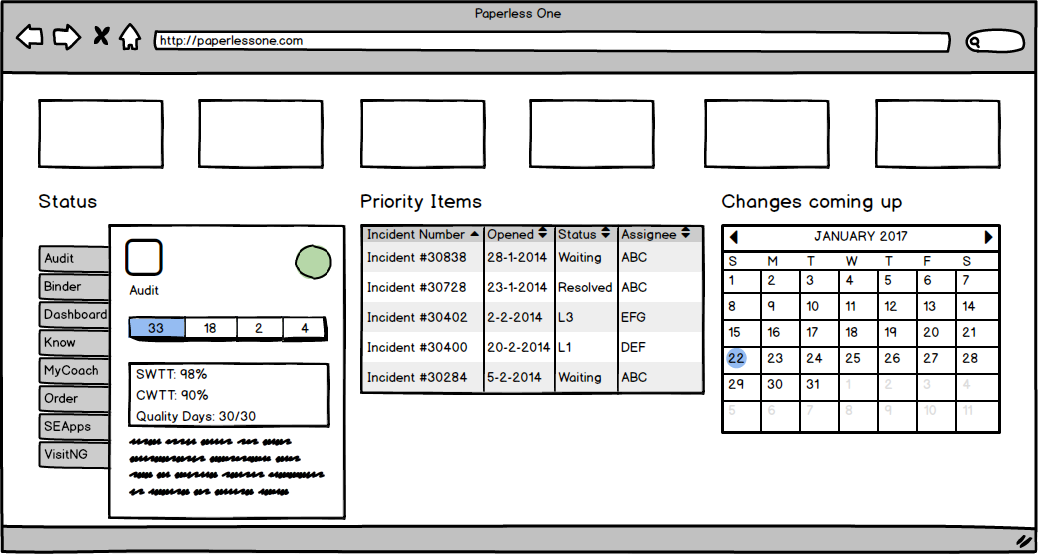 Paperless One
http://paperlessone.com
Status
Audit
Binder
Dashboard
Know
MyCoach
Order
SEApps
VisitNG
Audit
33 18 2 4
SWTT: 98%
CWTT: 90%
Quality Days: 30/30
Priority Items
Incident Number Opened Status Assignee
Incident #30838 28-1-2014 Waiting ABC
Incident #30728 23-1-2014 Resolved ABC
Incident #30402 2-2-2014 L3 EFG
Incident #30400 20-2-2014 L1 DEF
Incident #30284 5-2-2014 Waiting ABC
Changes coming up
JANUARY 2017
S M T W T F S
1 2 3 4 5 6 7
8 9 10 11 12 13 14
15 16 17 18 19 20 21
22 23 24 25 26 27 28
29 30 31 1 2 3 4
5 6 7 8 9 10 11